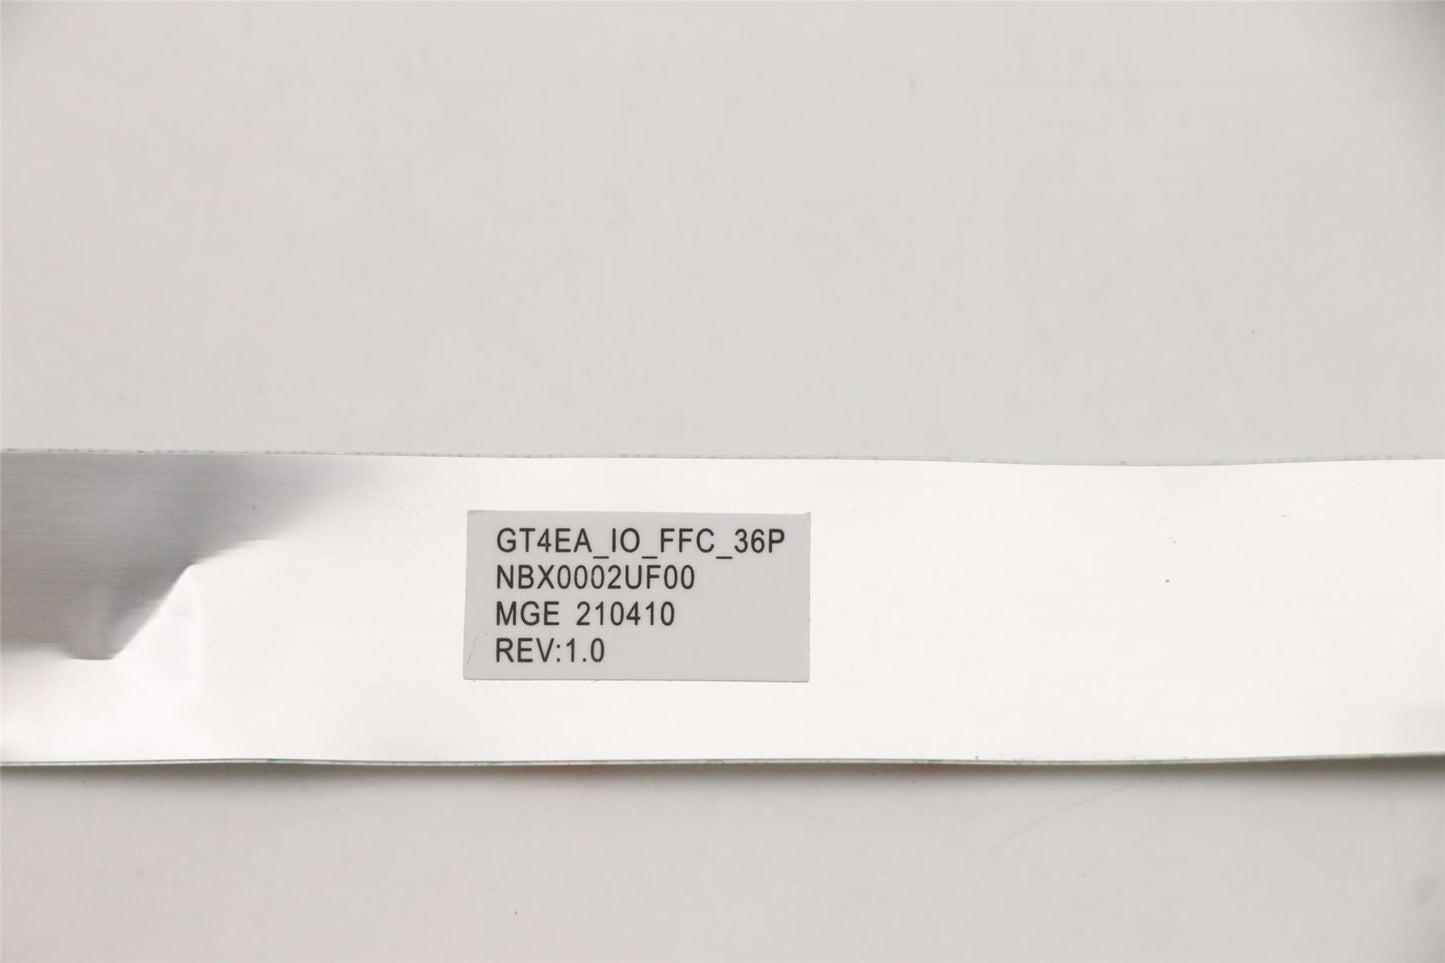 GT4EA_IO_FFC_36P
NBX0002UF00
MGE 210410
REV:1.0